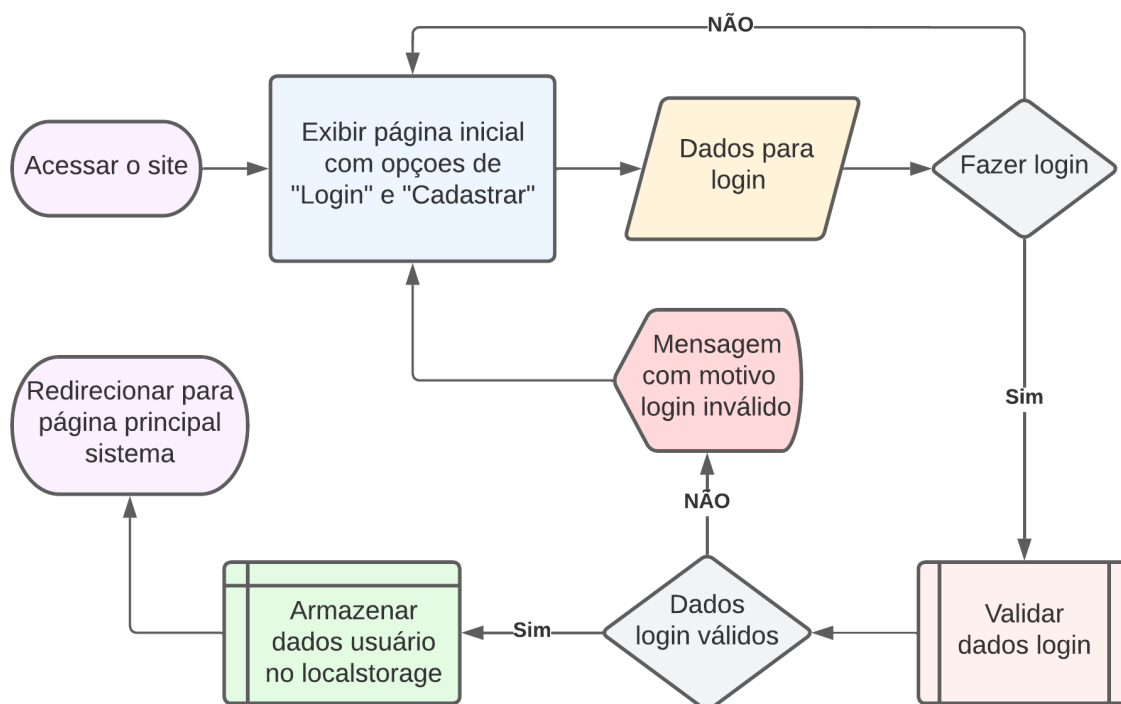 NÃO
Acessar o site
Exibir página inicial
com opçoes de
"Login" e "Cadastrar"
Dados para
login
Fazer login
Mensagem
com motivo
login inválido
Redirecionar para
página principal
sistema
Sim
NÃO
Armazenar
dados usuário
no localstorage
Sim
Dados
login válidos
Validar
dados login